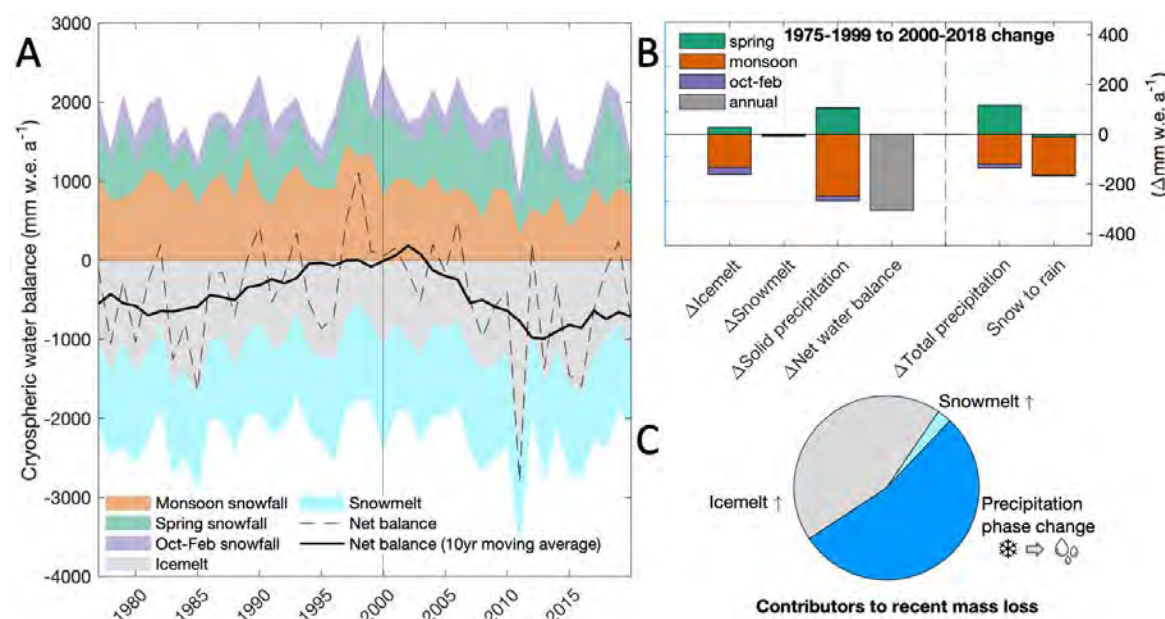 A
3000
2000
1000
0
-1000
-2000
-3000
-4000
Cryospheric water balance (mm w.e. a⁻¹)
Monsoon snowfall
Spring snowfall
Oct-Feb snowfall
Icemelt
Snowmelt
Net balance
Net balance (10yr moving average)
1980
1985
1990
1995
2000
2005
2010
2015
B
1975-1999 to 2000-2018 change
spring
monsoon
oct-feb
annual
400
200
0
-200
-400
(Δmm w.e. a⁻¹)
ΔIcemelt
ΔSnowmelt
ΔSolid precipitation
ΔNet water balance
ΔTotal precipitation
Snow to rain
C
Snowmelt ↑
Icemelt ↑
Precipitation
phase change
Contributors to recent mass loss